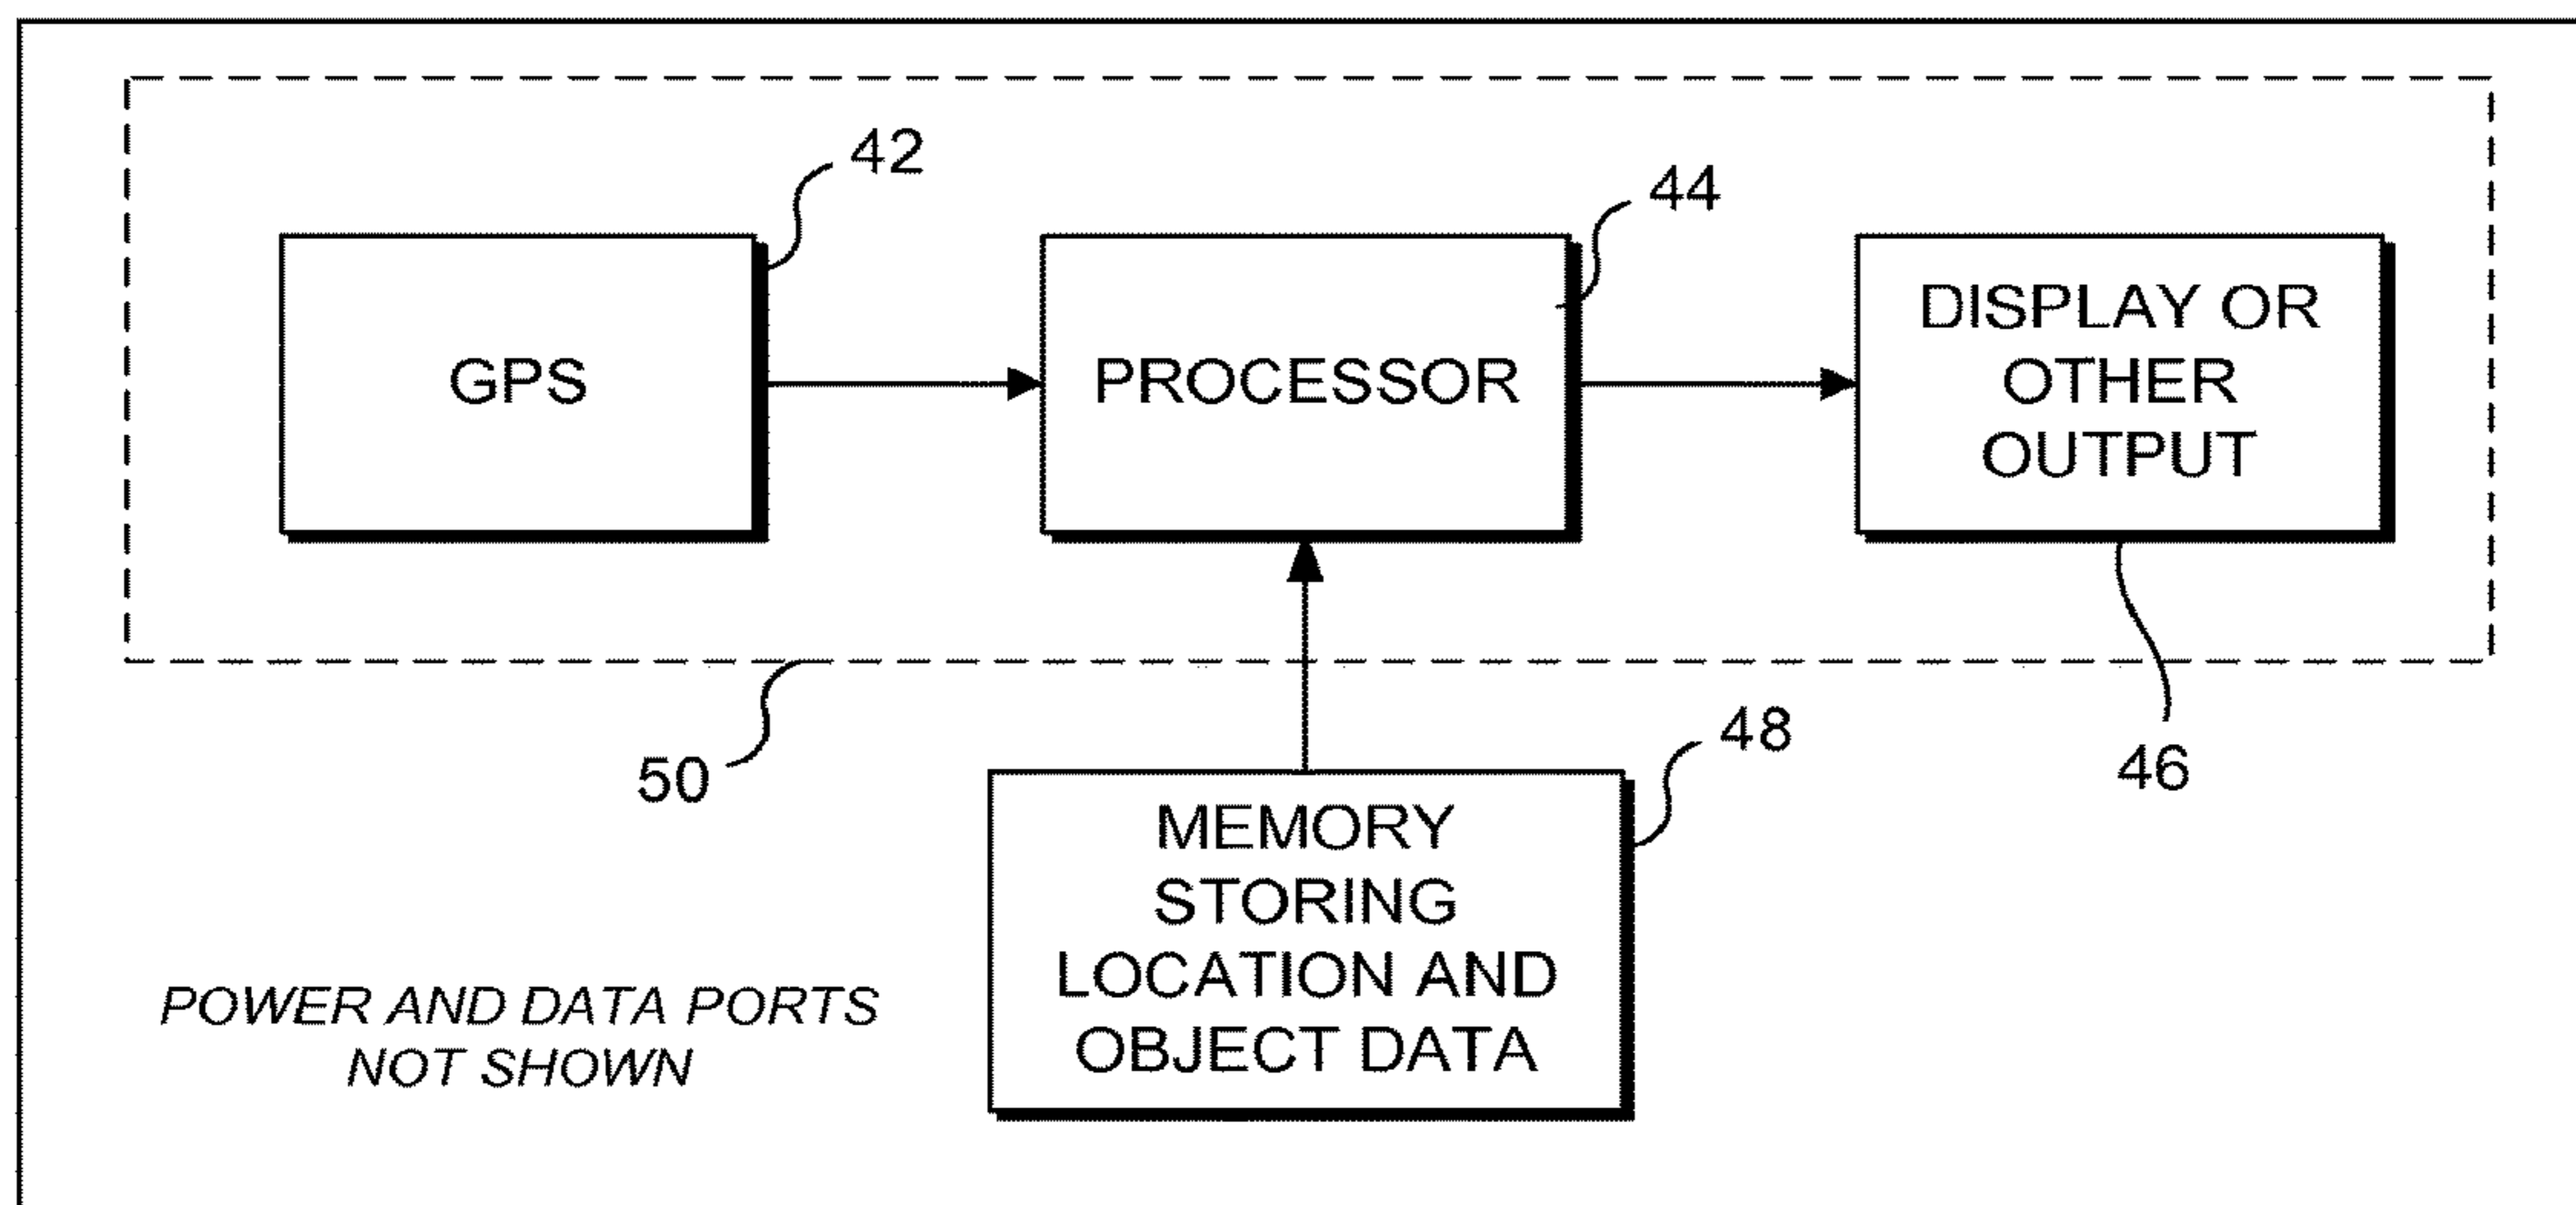 42
44
GPS
PROCESSOR
DISPLAY OR
OTHER
OUTPUT
50
48
46
MEMORY
STORING
LOCATION AND
OBJECT DATA
POWER AND DATA PORTS
NOT SHOWN